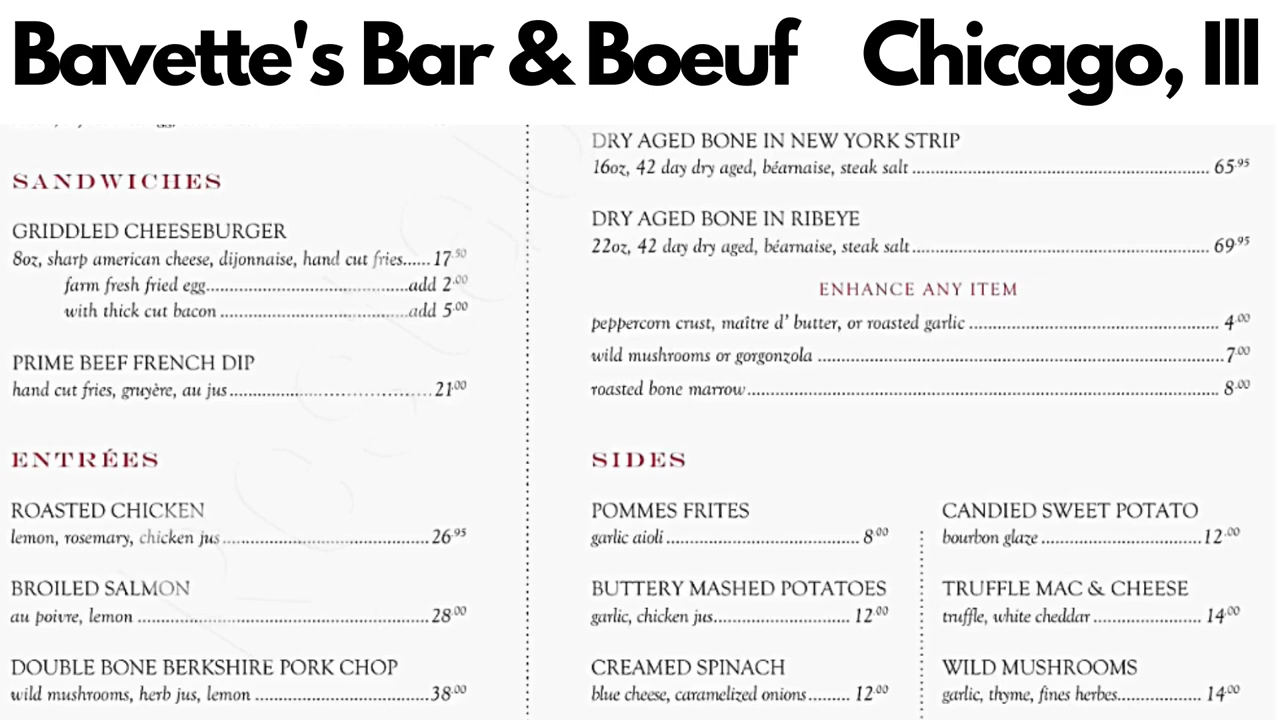 Bavette's Bar & Boeuf Chicago, Ill
SANDWICHES
GRIDDLED CHEESEBURGER
8oz, sharp american cheese, dijonnaise, hand cut fries......17.50
farm fresh fried egg..........add 2.00
with thick cut bacon..........add 5.00
PRIME BEEF FRENCH DIP
hand cut fries, gruyère, au jus..........21.00
ENTRÉES
ROASTED CHICKEN
lemon, rosemary, chicken jus..........26.95
BROILED SALMON
au poivre, lemon..........28.00
DOUBLE BONE BERKSHIRE PORK CHOP
wild mushrooms, herb jus, lemon..........38.00
DRY AGED BONE IN NEW YORK STRIP
16oz, 42 day dry aged, béarnaise, steak salt..........65.95
DRY AGED BONE IN RIBEYE
22oz, 42 day dry aged, béarnaise, steak salt..........69.95
ENHANCE ANY ITEM
peppercorn crust, maître d' butter, or roasted garlic..........4.00
wild mushrooms or gorgonzola..........7.00
roasted bone marrow..........8.00
SIDES
POMMES FRITES
garlic aioli..........8.00
BUTTERY MASHED POTATOES
garlic, chicken jus..........12.00
CREAMED SPINACH
blue cheese, caramelized onions.........12.00
CANDIED SWEET POTATO
bourbon glaze..........12.00
TRUFFLE MAC & CHEESE
truffle, white cheddar..........14.00
WILD MUSHROOMS
garlic, thyme, fines herbes..........14.00